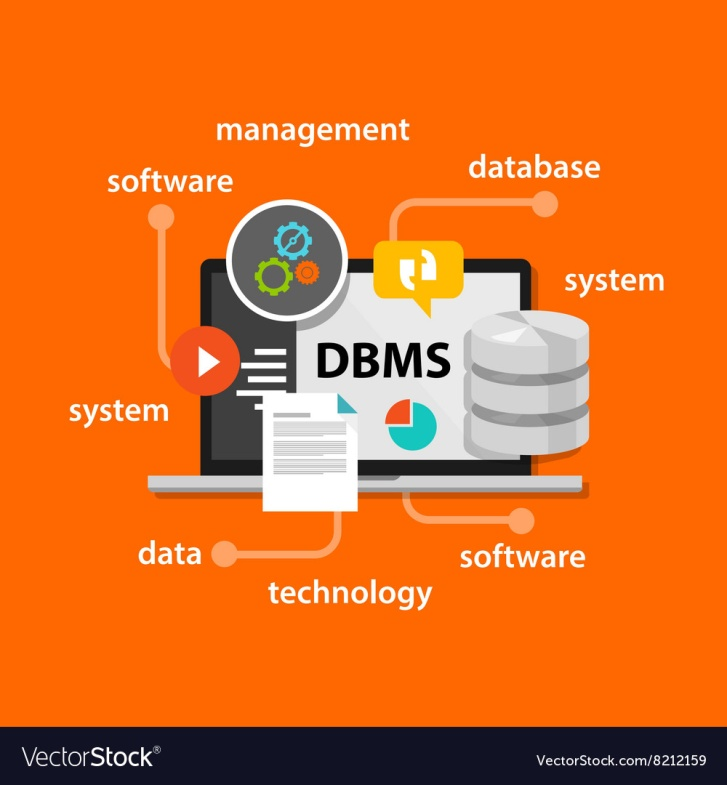 management
database
software
system
DBMS
system
data
software
technology
VectorStock®
VectorStock.com/8212159